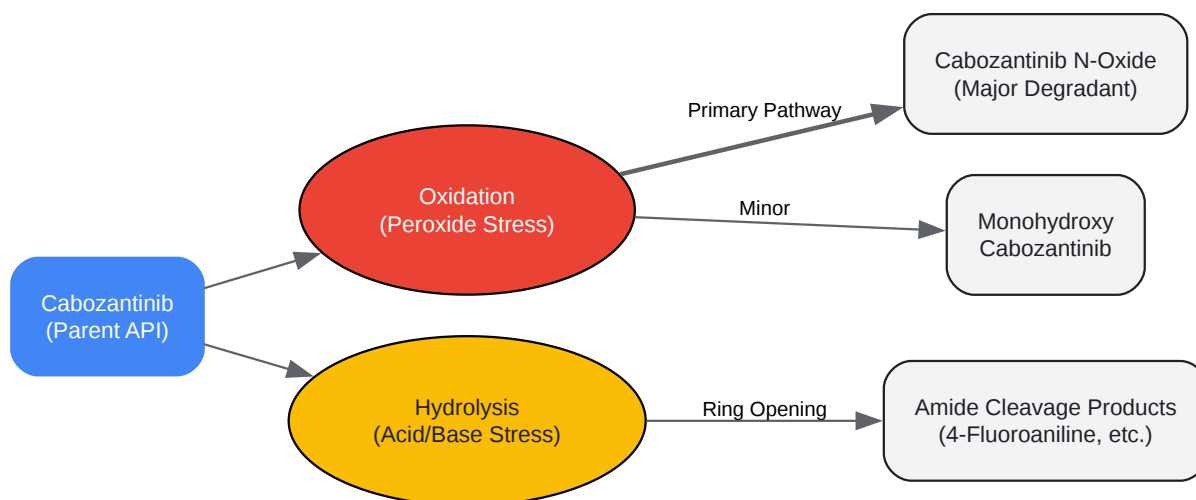 Cabozantinib N-Oxide
(Major Degradant)
Primary Pathway
Oxidation
(Peroxide Stress)
Minor
Monohydroxy
Cabozantinib
Cabozantinib
(Parent API)
Hydrolysis
(Acid/Base Stress)
Ring Opening
Amide Cleavage Products
(4-Fluoroaniline, etc.)